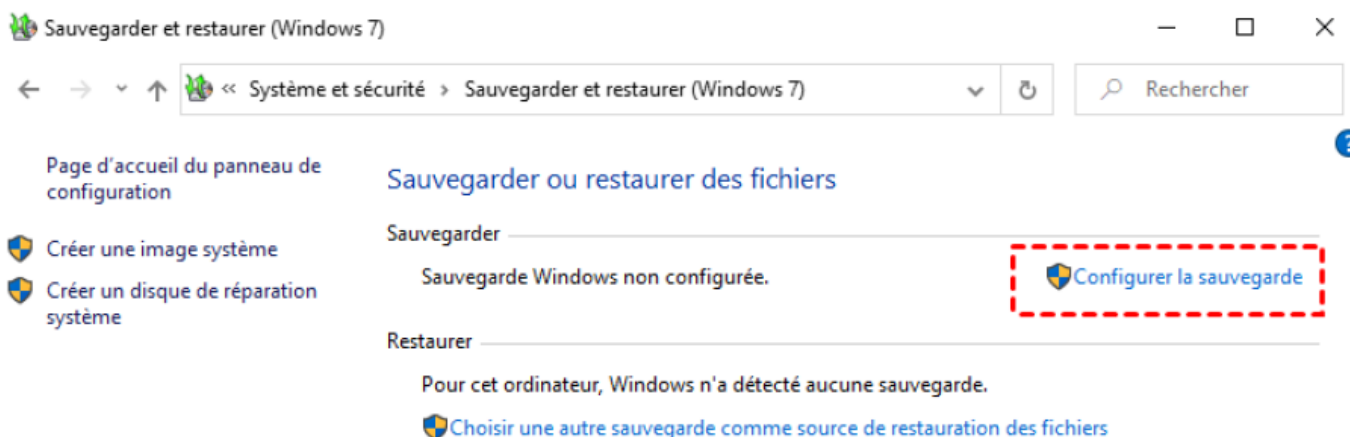 Sauvegarder et restaurer (Windows 7)
« Système et sécurité › Sauvegarder et restaurer (Windows 7)
Rechercher
?
Page d'accueil du panneau de
configuration
Créer une image système
Créer un disque de réparation
système
Sauvegarder ou restaurer des fichiers
Sauvegarder
Sauvegarde Windows non configurée.
Configurer la sauvegarde
Restaurer
Pour cet ordinateur, Windows n'a détecté aucune sauvegarde.
Choisir une autre sauvegarde comme source de restauration des fichiers